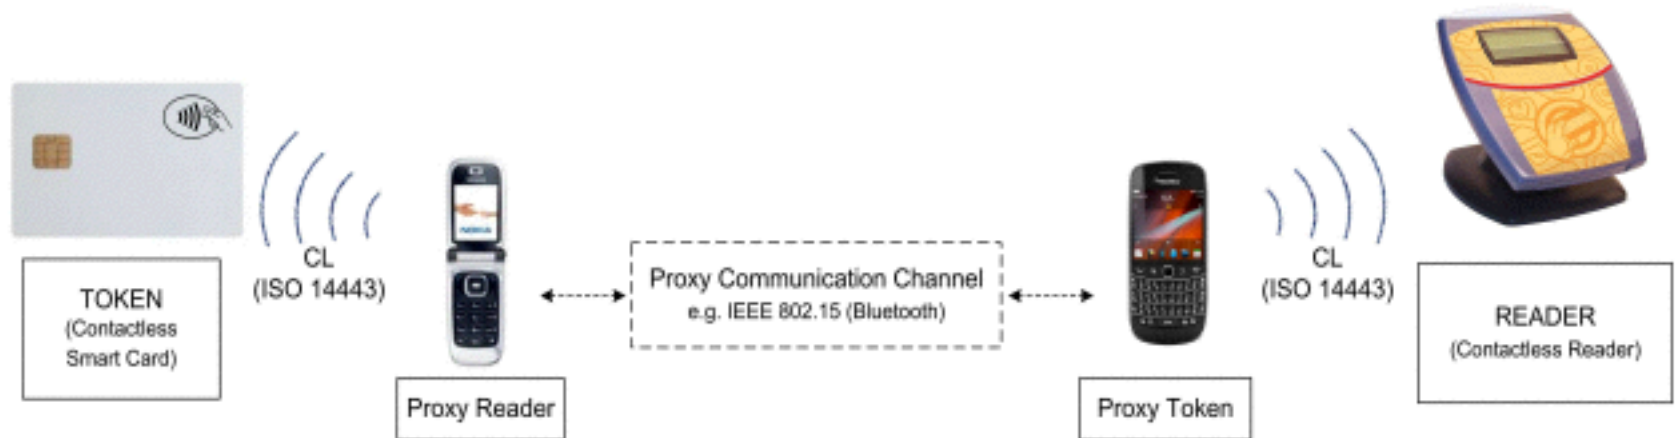 TOKEN
(Contactless
Smart Card)
CL
(ISO 14443)
NOKIA
Proxy Reader
Proxy Communication Channel
e.g. IEEE 802.15 (Bluetooth)
Proxy Token
CL
(ISO 14443)
READER
(Contactless Reader)